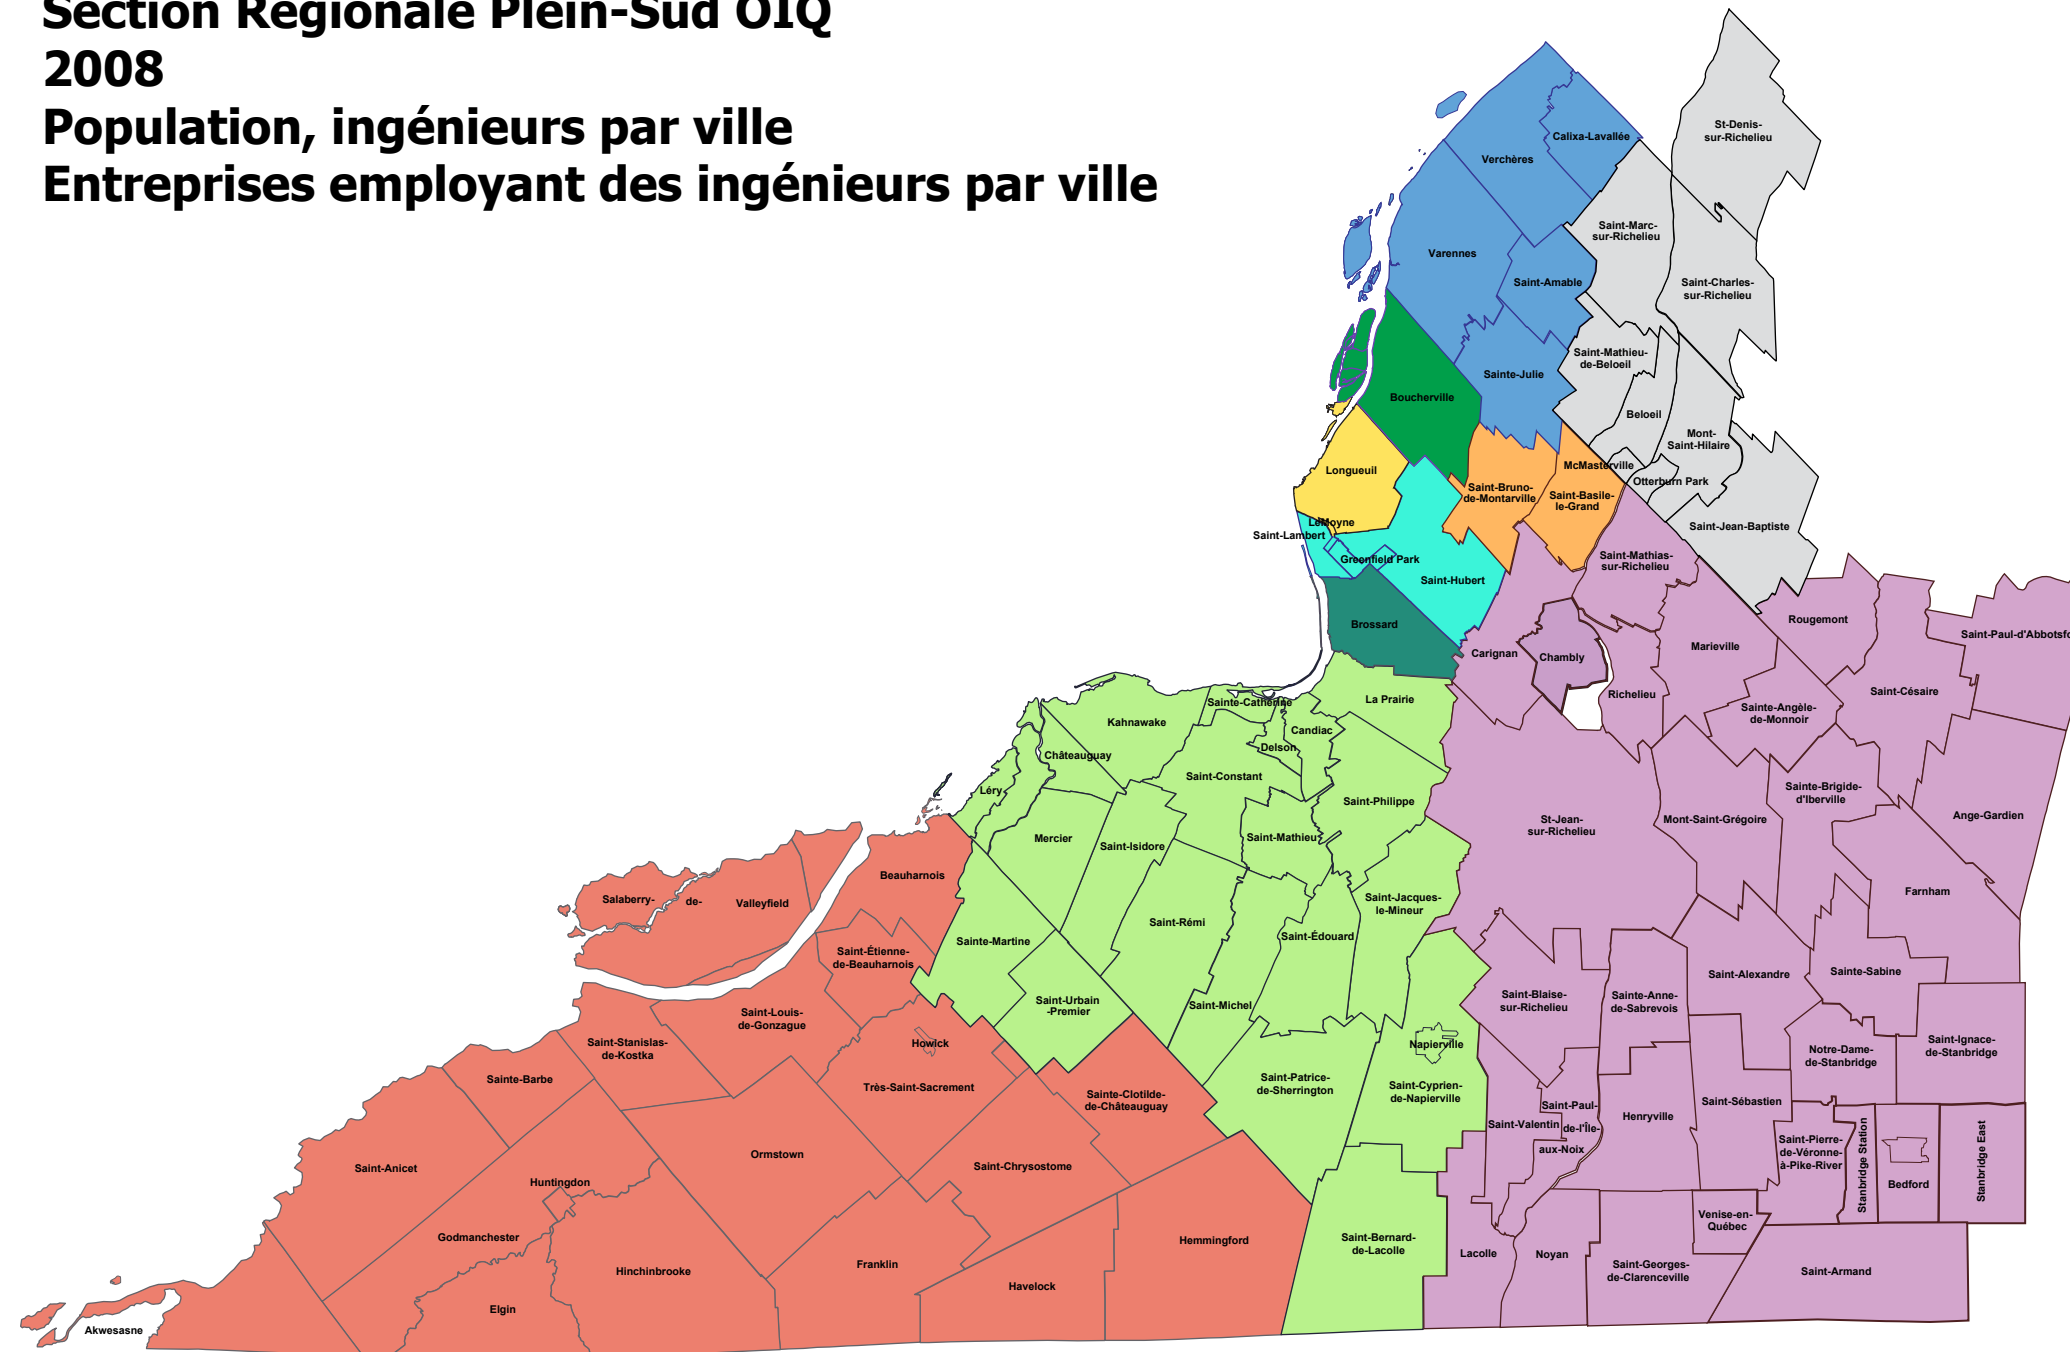 Section Régionale Plein-Sud OIQ
2008
Population, ingénieurs par ville
Entreprises employant des ingénieurs par ville
St-Denis-
sur-Richelieu
Calixa-Lavallée
Verchères
Saint-Marc-
sur-Richelieu
Varennes
Saint-Amable
Saint-Charles-
sur-Richelieu
Saint-Mathieu-
de-Beloeil
Sainte-Julie
Boucherville
Beloeil
Mont-
Saint-Hilaire
Longueuil
McMasterville
Otterburn Park
Saint-Bruno-
de-Montarville
Saint-Basile-
le-Grand
LeMoyne
Saint-Lambert
Saint-Jean-Baptiste
Greenfield Park
Saint-Hubert
Saint-Mathias-
sur-Richelieu
Brossard
Rougemont
Saint-Paul-d'Abbotsfo
Carignan
Chambly
Marieville
Richelieu
Saint-Césaire
La Prairie
Sainte-Catherine
Kahnawake
Candiac
Delson
Sainte-Angèle-
de-Monnoir
Châteauguay
Saint-Constant
Léry
Saint-Philippe
Sainte-Brigide-
d'Iberville
St-Jean-
sur-Richelieu
Mont-Saint-Grégoire
Ange-Gardien
Mercier
Saint-Isidore
Saint-Mathieu
Beauharnois
Farnham
Salaberry-
de-
Valleyfield
Saint-Jacques-
le-Mineur
Saint-Rémi
Saint-Édouard
Sainte-Martine
Saint-Étienne-
de-Beauharnois
Saint-Alexandre
Sainte-Sabine
Saint-Urbain
-Premier
Saint-Michel
Saint-Blaise-
sur-Richelieu
Sainte-Anne-
de-Sabrevois
Saint-Louis-
de-Gonzague
Saint-Stanislas-
de-Kostka
Howick
Napierville
Notre-Dame-
de-Stanbridge
Saint-Ignace-
de-Stanbridge
Sainte-Barbe
Très-Saint-Sacrement
Sainte-Clotilde-
de-Châteauguay
Saint-Patrice-
de-Sherrington
Saint-Cyprien-
de-Napierville
Saint-Paul-
de-l'Île-
aux-Noix
Saint-Valentin
Henryville
Saint-Sébastien
Saint-Pierre-
de-Véronne-
à-Pike-River
Stanbridge Station
Bedford
Stanbridge East
Saint-Anicet
Ormstown
Saint-Chrysostome
Huntingdon
Godmanchester
Hinchinbrooke
Franklin
Havelock
Hemmingford
Saint-Bernard-
de-Lacolle
Lacolle
Noyan
Venise-en-
Québec
Saint-Georges-
de-Clarenceville
Saint-Armand
Elgin
Akwesasne